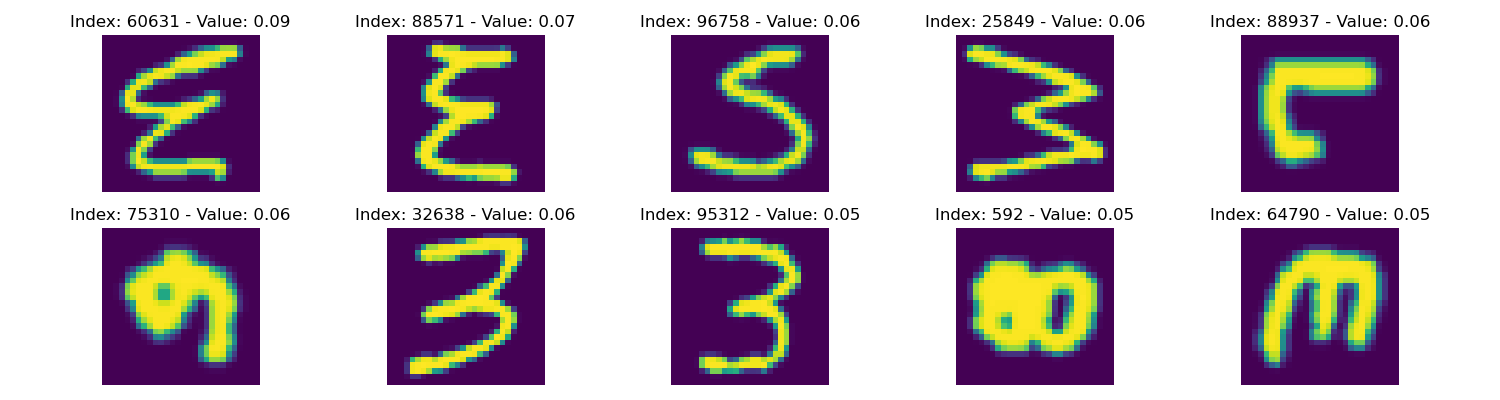 Index: 60631 - Value: 0.09 Index: 88571 - Value: 0.07 Index: 96758 - Value: 0.06 Index: 25849 - Value: 0.06 Index: 88937 - Value: 0.06
S
Index: 75310 - Value: 0.06 Index: 32638 - Value: 0.06 Index: 95312 - Value: 0.05 Index: 592 - Value: 0.05 Index: 64790 - Value: 0.05
3 3 m